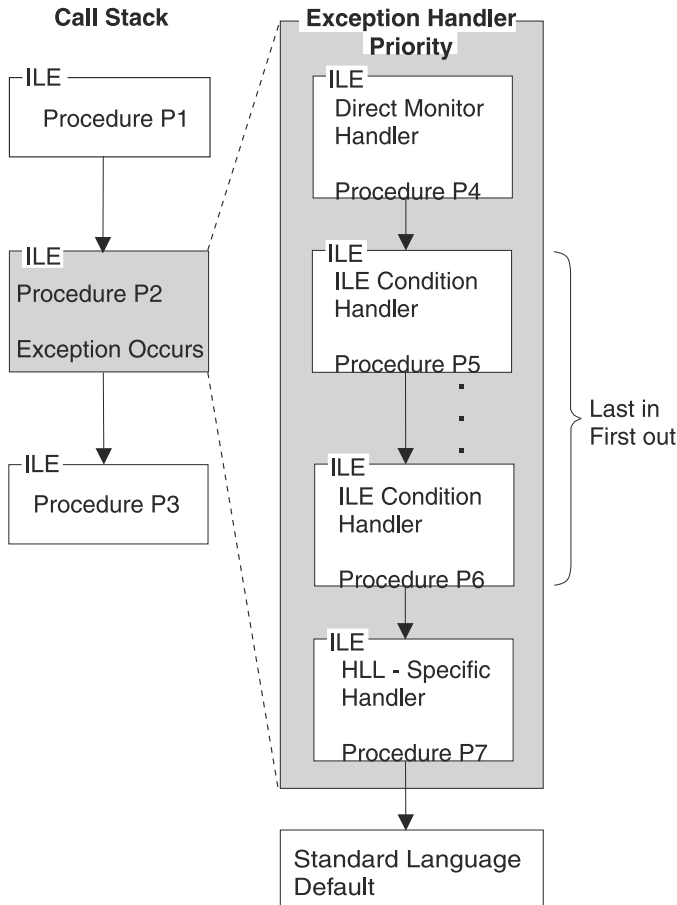 Call Stack
ILE
Procedure P1
ILE
Procedure P2
Exception Occurs
ILE
Procedure P3
Exception Handler
Priority
ILE
Direct Monitor
Handler
Procedure P4
ILE
ILE Condition
Handler
Procedure P5
ILE
ILE Condition
Handler
Procedure P6
Last in
First out
ILE
HLL - Specific
Handler
Procedure P7
Standard Language
Default